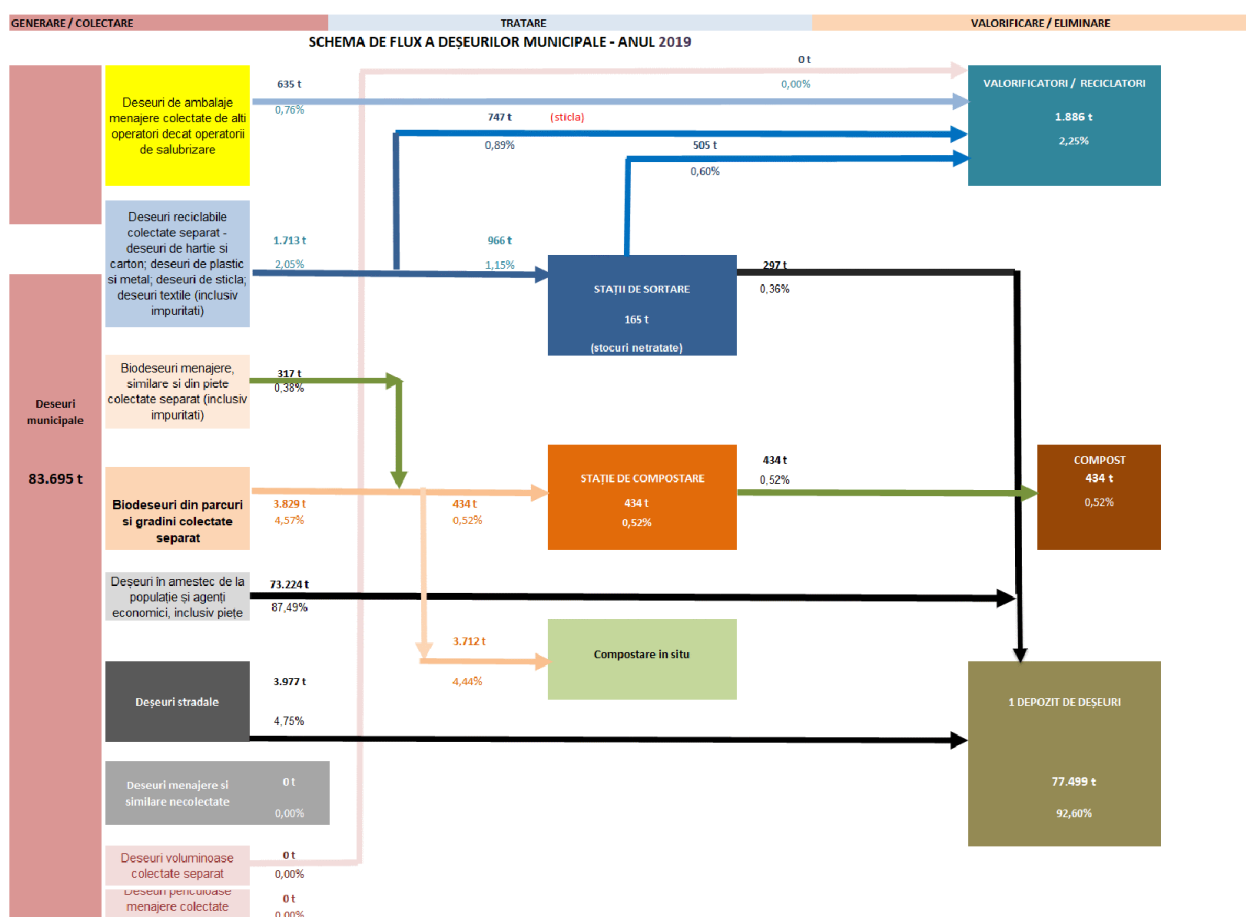 GENERARE / COLECTARE
TRATARE
VALORIFICARE / ELIMINARE
SCHEMA DE FLUX A DEȘEURILOR MUNICIPALE - ANUL 2019
Deseuri de ambalaje
menajere colectate de alti
operatori decat operatorii
de salubrizare
635 t
0,76%
0 t
0,00%
VALORIFICATORI / RECICLATORI
1.886 t
2,25%
747 t
(sticla)
0,89%
505 t
0,60%
Deseuri reciclabile
colectate separat -
deseuri de hartie si
carton; deseuri de plastic
si metal; deseuri de sticla;
deseuri textile (inclusiv
impuritati)
1.713 t
2,05%
966 t
1,15%
STAȚII DE SORTARE
165 t
(stocuri netratate)
297 t
0,36%
Biodeseuri menajere,
similare si din piete
colectate separat (inclusiv
impuritati)
317 t
0,38%
Deseuri
municipale
83.695 t
Biodeseuri din parcuri
si gradini colectate
separat
3.829 t
4,57%
434 t
0,52%
STAȚIE DE COMPOSTARE
434 t
0,52%
434 t
0,52%
COMPOST
434 t
0,52%
Deșeuri în amestec de la
populație și agenți
economici, inclusiv piețe
73.224 t
87,49%
3.712 t
4,44%
Compostare in situ
Deșeuri stradale
3.977 t
4,75%
1 DEPOZIT DE DEȘEURI
77.499 t
92,60%
Deseuri menajere si
similare necolectate
0 t
0,00%
Deseuri voluminoase
colectate separat
0 t
0,00%
Deseuri periculoase
menajere colectate
0 t
0,00%